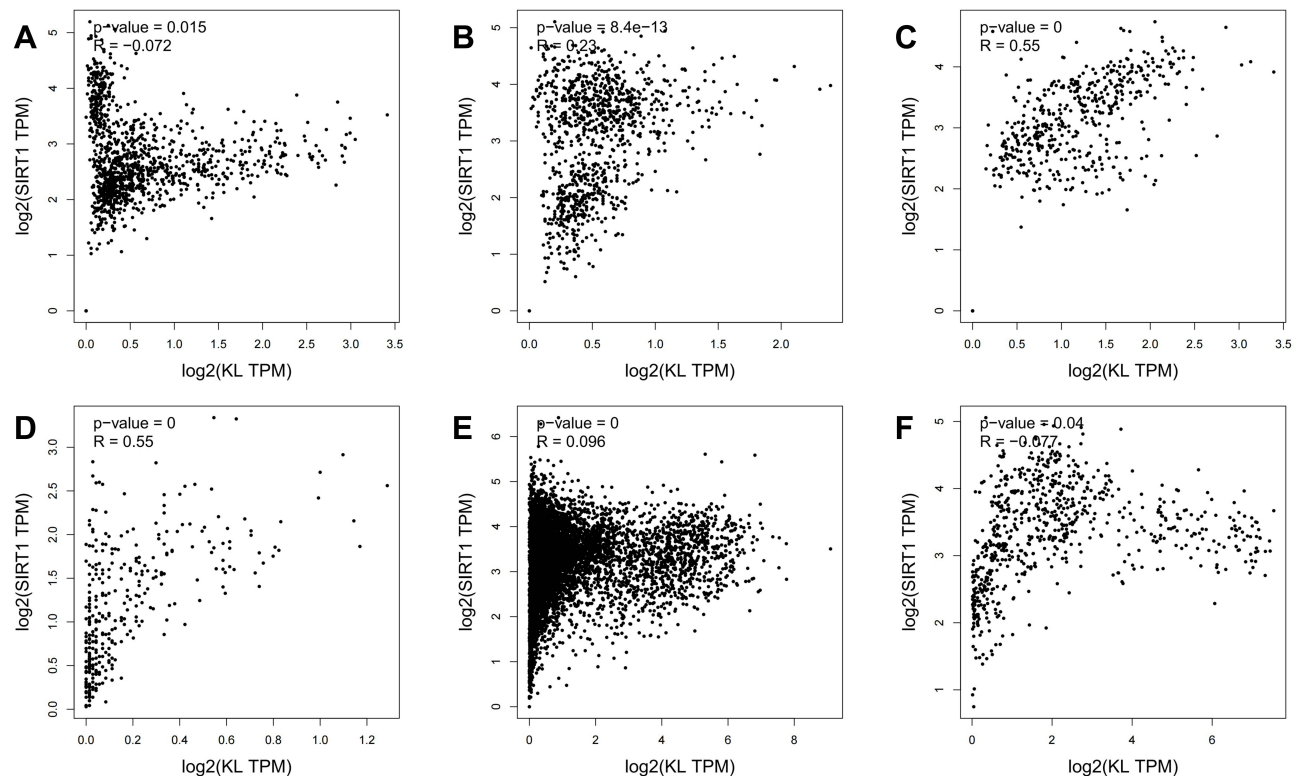 A
p−value = 0.015
R = −0.072
5
4
3
2
1
0
log2(SIRT1 TPM)
0.0 0.5 1.0 1.5 2.0 2.5 3.0 3.5
log2(KL TPM)
B
p−value = 8.4e−13
R = 0.23
5
4
3
2
1
0
log2(SIRT1 TPM)
0.0 0.5 1.0 1.5 2.0
log2(KL TPM)
C
p−value = 0
R = 0.55
4
3
2
1
0
log2(SIRT1 TPM)
0.0 0.5 1.0 1.5 2.0 2.5 3.0 3.5
log2(KL TPM)
D
p−value = 0
R = 0.55
3.0
2.5
2.0
1.5
1.0
0.5
0.0
log2(SIRT1 TPM)
0.0 0.2 0.4 0.6 0.8 1.0 1.2
log2(KL TPM)
E
p−value = 0
R = 0.096
6
5
4
3
2
1
0
log2(SIRT1 TPM)
0 2 4 6 8
log2(KL TPM)
F
p−value = 0.04
R = −0.077
5
4
3
2
1
log2(SIRT1 TPM)
0 2 4 6
log2(KL TPM)